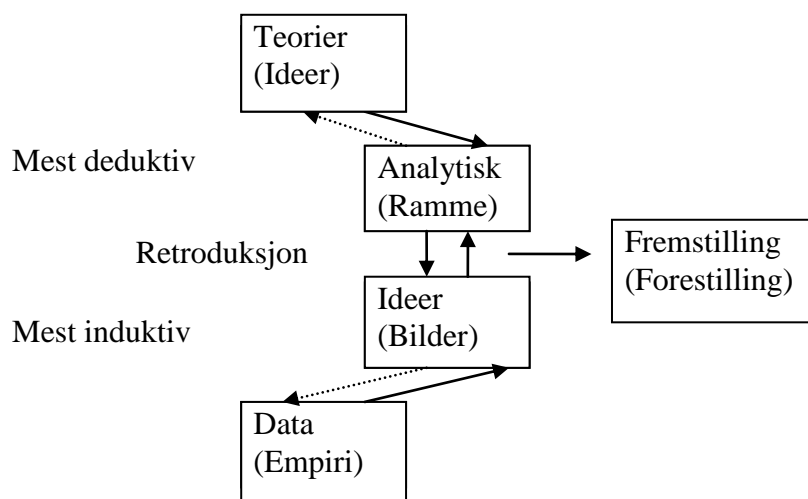 Teorier
(Ideer)
Mest deduktiv
Analytisk
(Ramme)
Retroduksjon
Fremstilling
(Forestilling)
Ideer
(Bilder)
Mest induktiv
Data
(Empiri)